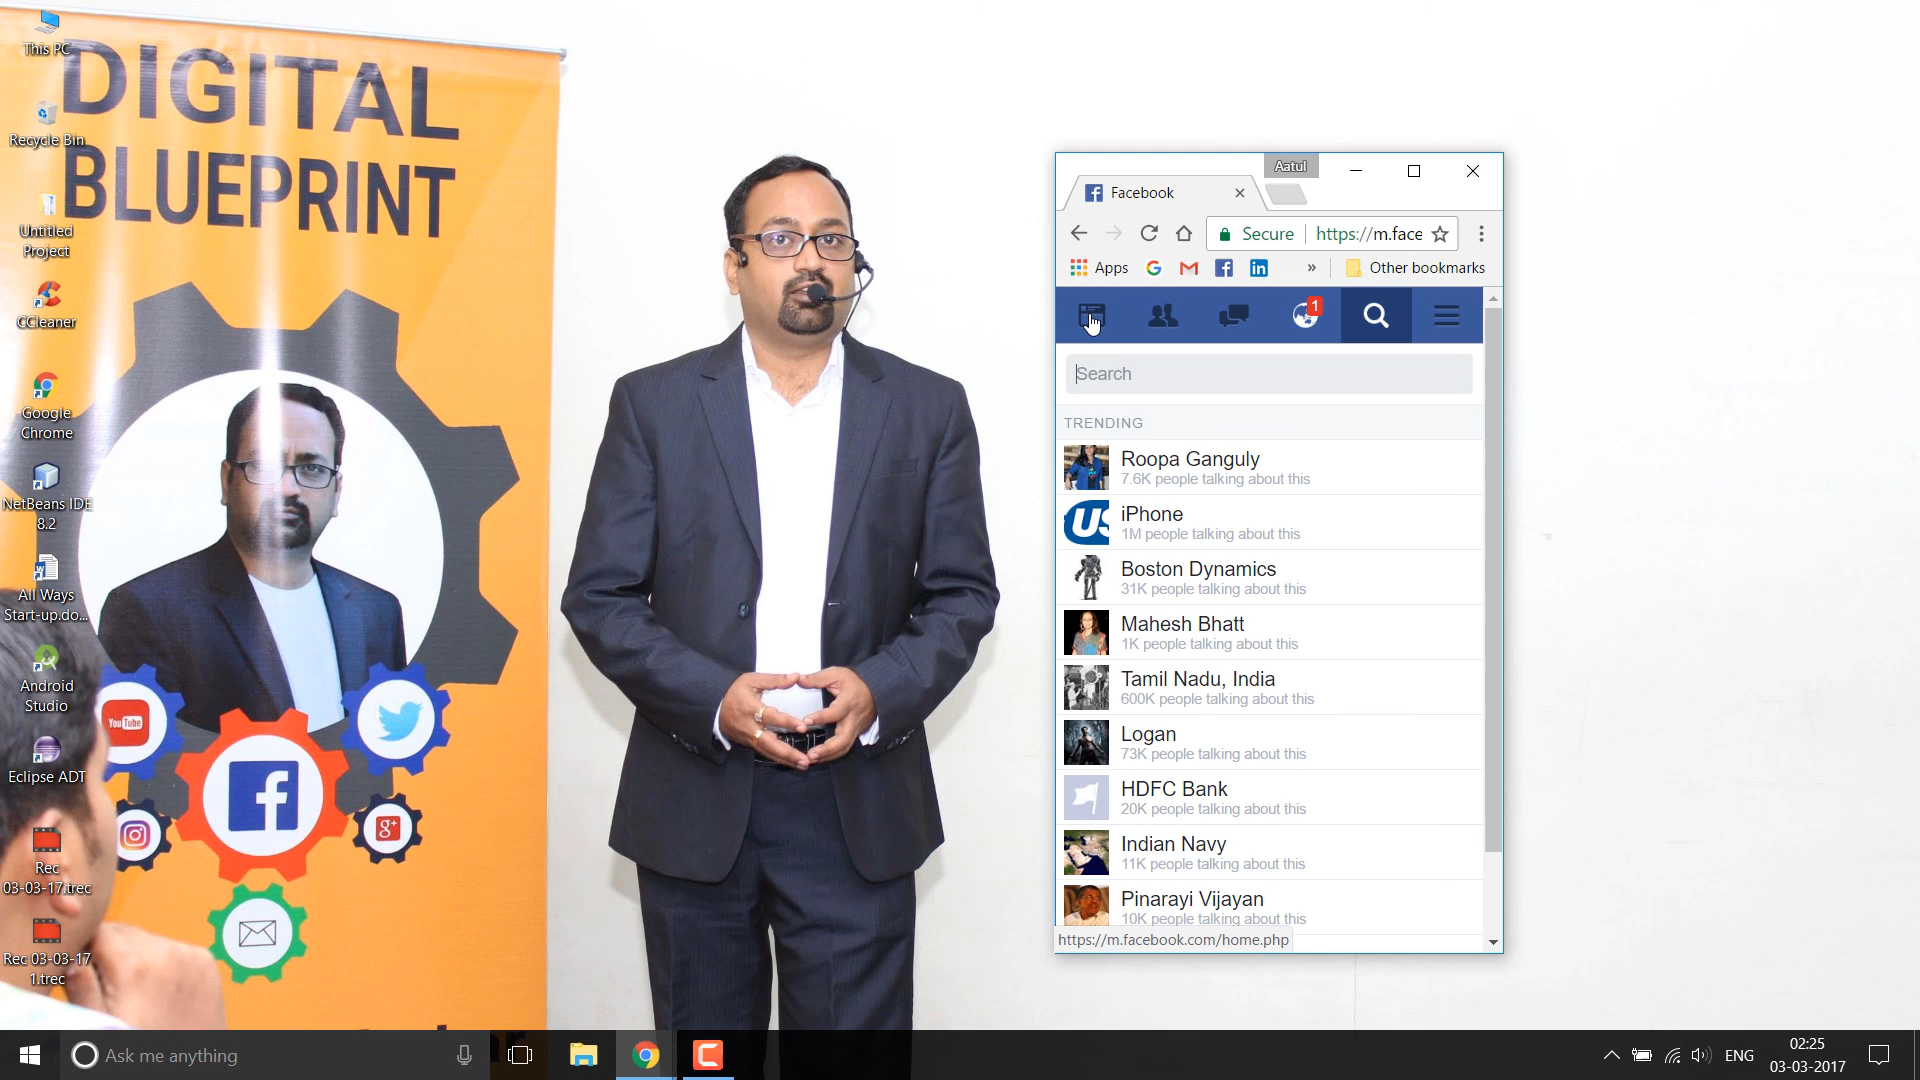 This PC
Recycle Bin
Untitled
Project
CCleaner
Google
Chrome
NetBeans IDE
8.2
All Ways
Start-up.do...
Android
Studio
Eclipse ADT
Rec
03-03-17.trec
Rec 03-03-17
1.trec
DIGITAL
BLUEPRINT
YouTube
f
g+
Aatul
Facebook
Secure
https://m.face
Apps
G
f
in
»
Other bookmarks
1
Search
TRENDING
Roopa Ganguly
7.6K people talking about this
iPhone
1M people talking about this
Boston Dynamics
31K people talking about this
Mahesh Bhatt
1K people talking about this
Tamil Nadu, India
600K people talking about this
Logan
73K people talking about this
HDFC Bank
20K people talking about this
Indian Navy
11K people talking about this
Pinarayi Vijayan
10K people talking about this
https://m.facebook.com/home.php
Ask me anything
ENG
02:25
03-03-2017